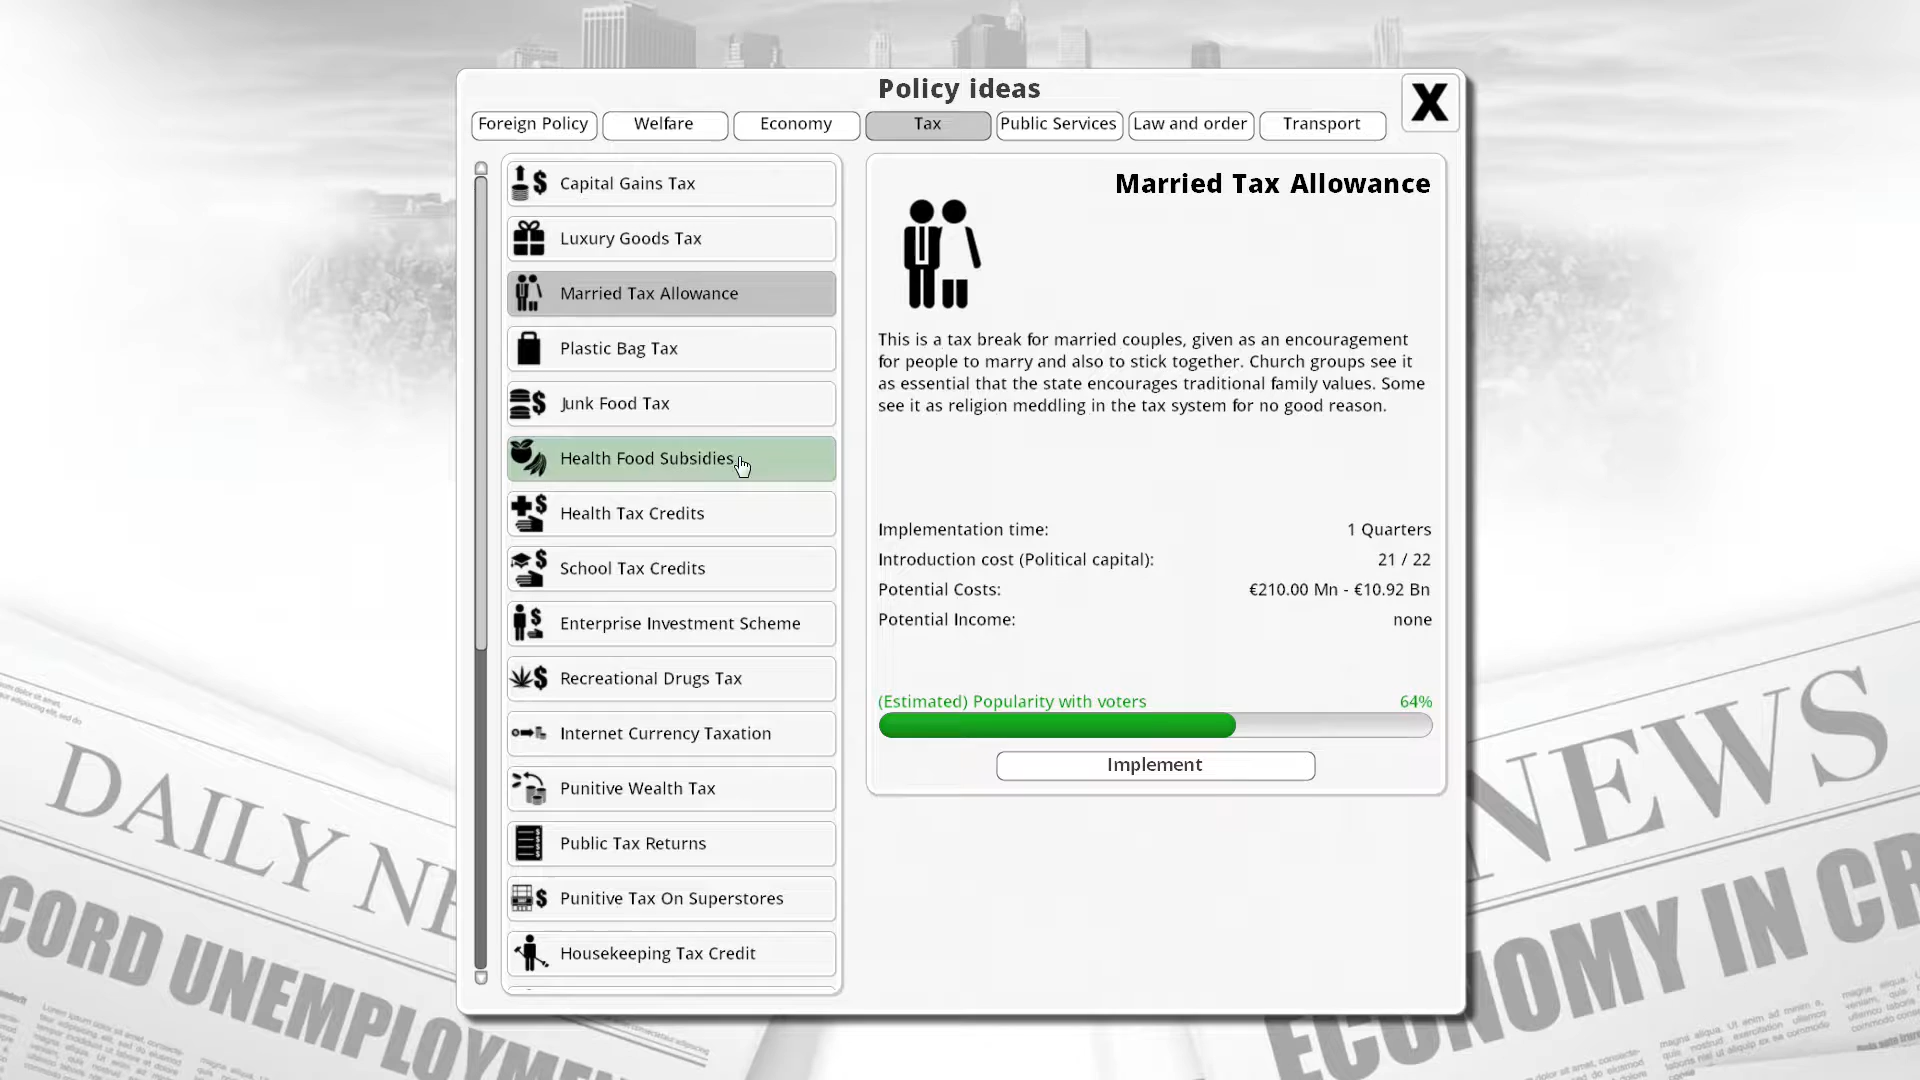 Policy ideas
X
Foreign Policy
Welfare
Economy
Tax
Public Services
Law and order
Transport
Capital Gains Tax
Luxury Goods Tax
Married Tax Allowance
Plastic Bag Tax
Junk Food Tax
Health Food Subsidies
Health Tax Credits
School Tax Credits
Enterprise Investment Scheme
Recreational Drugs Tax
Internet Currency Taxation
Punitive Wealth Tax
Public Tax Returns
Punitive Tax On Superstores
Housekeeping Tax Credit
Married Tax Allowance
This is a tax break for married couples, given as an encouragement
for people to marry and also to stick together. Church groups see it
as essential that the state encourages traditional family values. Some
see it as religion meddling in the tax system for no good reason.
Implementation time: 1 Quarters
Introduction cost (Political capital): 21 / 22
Potential Costs: €210.00 Mn - €10.92 Bn
Potential Income: none
(Estimated) Popularity with voters 64%
Implement
DAILY NE
CORD UNEMPLOYME
NEWS
ECONOMY IN CR